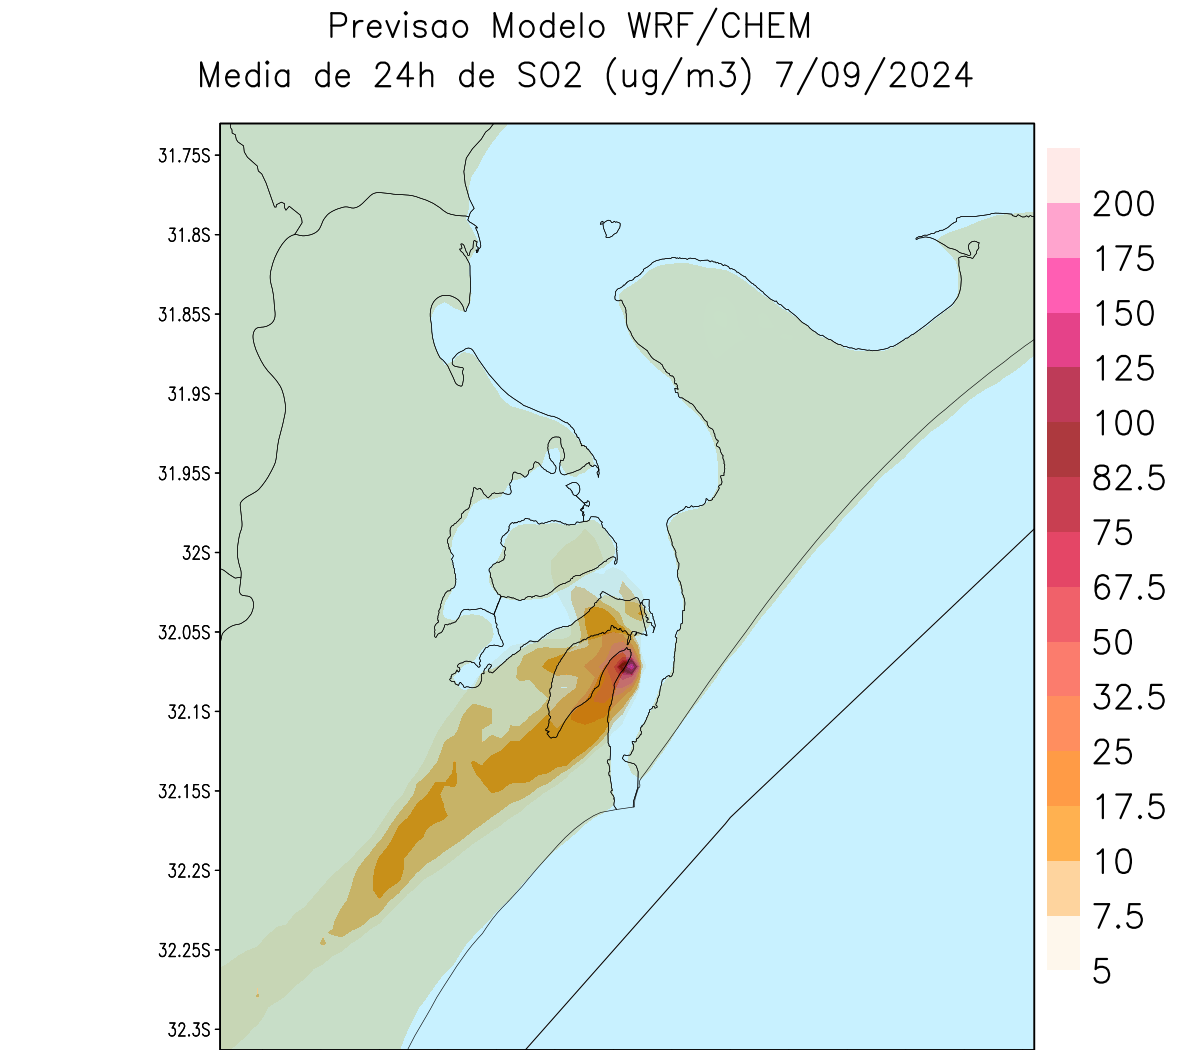 Previsao Modelo WRF/CHEM
Media de 24h de SO2 (ug/m3) 7/09/2024
31.75S
31.8S
31.85S
31.9S
31.95S
32S
32.05S
32.1S
32.15S
32.2S
32.25S
32.3S
200
175
150
125
100
82.5
75
67.5
50
32.5
25
17.5
10
7.5
5